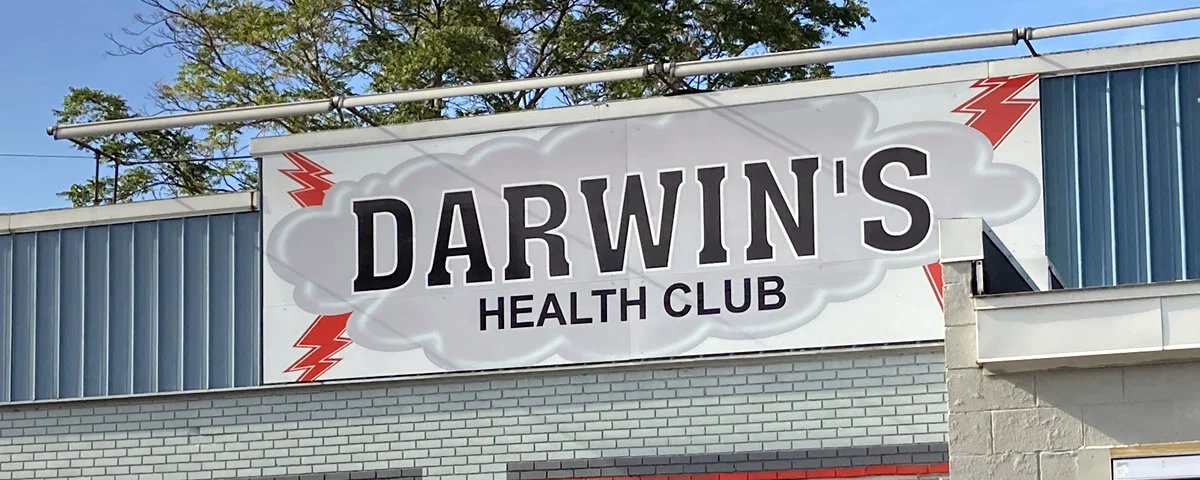 DARWIN'S
HEALTH CLUB